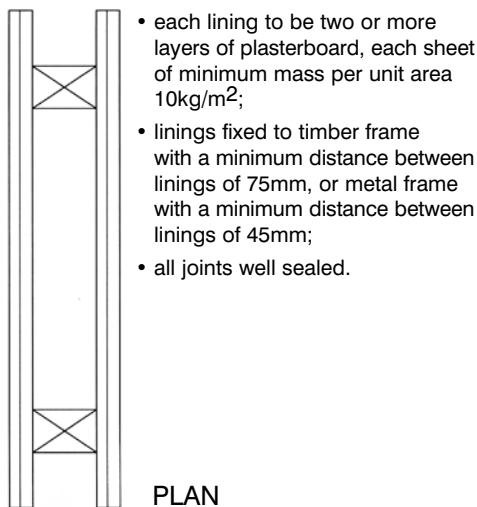 • each lining to be two or more
layers of plasterboard, each sheet
of minimum mass per unit area
10kg/m2;
• linings fixed to timber frame
with a minimum distance between
linings of 75mm, or metal frame
with a minimum distance between
linings of 45mm;
• all joints well sealed.
PLAN